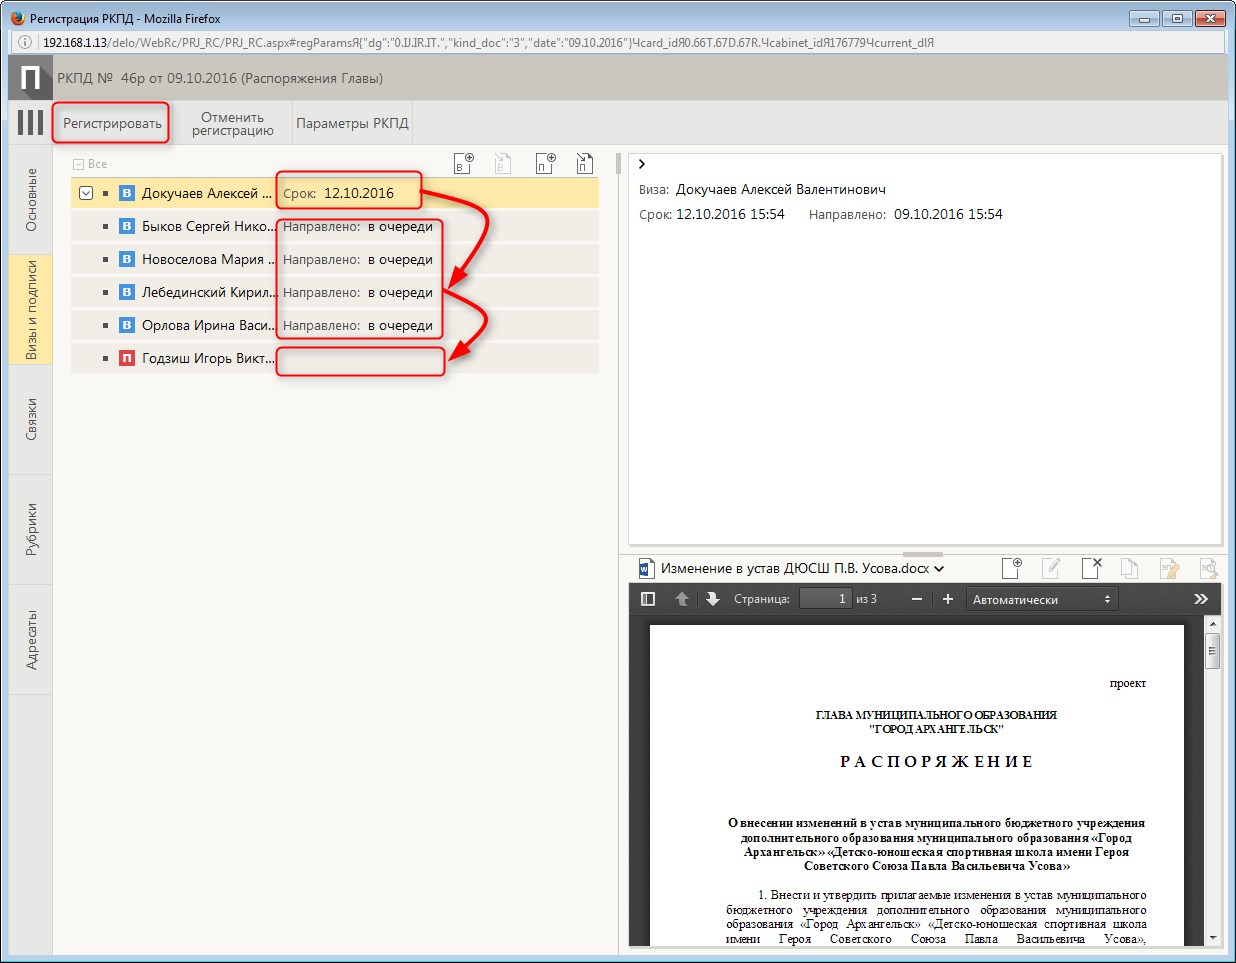 Регистрация РКПД - Mozilla Firefox
192.168.1.13/delo/WebRc/PRJ_RC/PRJ_RC.aspx#regParamsЯ{"dg":"0.IJ.IR.IT.","kind_doc":"3","date":"09.10.2016"}Чcard_idЯ0.66T.67D.67R.Чcabinet_idЯ176779Чcurrent_dIЯ
П
РКПД № 46р от 09.10.2016 (Распоряжения Главы)
Регистрировать
Отменить
регистрацию
Параметры РКПД
Основные
Визы и подписи
Связки
Рубрики
Адресаты
Все
В
В
П
П
В Докучаев Алексей ... Срок: 12.10.2016
В Быков Сергей Нико... Направлено: в очереди
В Новоселова Мария ... Направлено: в очереди
В Лебединский Кирил... Направлено: в очереди
В Орлова Ирина Васи... Направлено: в очереди
П Годзиш Игорь Викт...
Виза: Докучаев Алексей Валентинович
Срок: 12.10.2016 15:54 Направлено: 09.10.2016 15:54
Изменение в устав ДЮСШ П.В. Усова.docx
ЭП
ЭП
Страница: 1 из 3
Автоматически
проект
ГЛАВА МУНИЦИПАЛЬНОГО ОБРАЗОВАНИЯ
"ГОРОД АРХАНГЕЛЬСК"
Р А С П О Р Я Ж Е Н И Е
О внесении изменений в устав муниципального бюджетного учреждения
дополнительного образования муниципального образования «Город
Архангельск» «Детско-юношеская спортивная школа имени Героя
Советского Союза Павла Васильевича Усова»
1. Внести и утвердить прилагаемые изменения в устав муниципального
бюджетного учреждения дополнительного образования муниципального
образования «Город Архангельск» «Детско-юношеская спортивная школа
имени Героя Советского Союза Павла Васильевича Усова»,